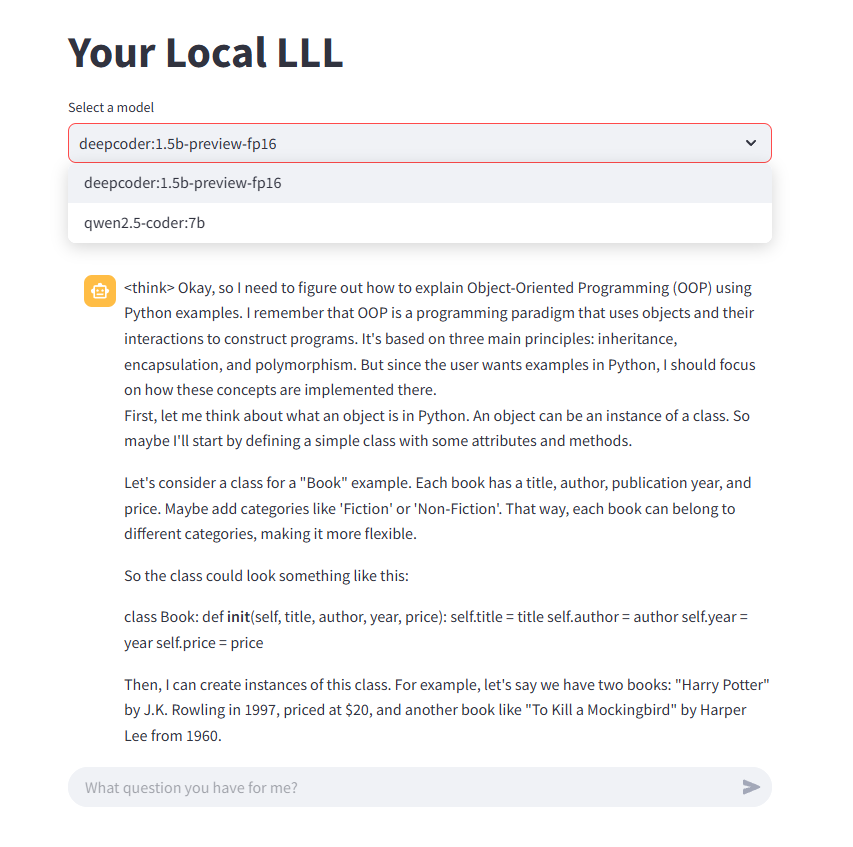 Your Local LLL
Select a model
deepcoder:1.5b-preview-fp16
deepcoder:1.5b-preview-fp16
qwen2.5-coder:7b
<think> Okay, so I need to figure out how to explain Object-Oriented Programming (OOP) using
Python examples. I remember that OOP is a programming paradigm that uses objects and their
interactions to construct programs. It's based on three main principles: inheritance,
encapsulation, and polymorphism. But since the user wants examples in Python, I should focus
on how these concepts are implemented there.
First, let me think about what an object is in Python. An object can be an instance of a class. So
maybe I'll start by defining a simple class with some attributes and methods.
Let's consider a class for a "Book" example. Each book has a title, author, publication year, and
price. Maybe add categories like 'Fiction' or 'Non-Fiction'. That way, each book can belong to
different categories, making it more flexible.
So the class could look something like this:
class Book: def init(self, title, author, year, price): self.title = title self.author = author self.year =
year self.price = price
Then, I can create instances of this class. For example, let's say we have two books: "Harry Potter"
by J.K. Rowling in 1997, priced at $20, and another book like "To Kill a Mockingbird" by Harper
Lee from 1960.
What question you have for me?